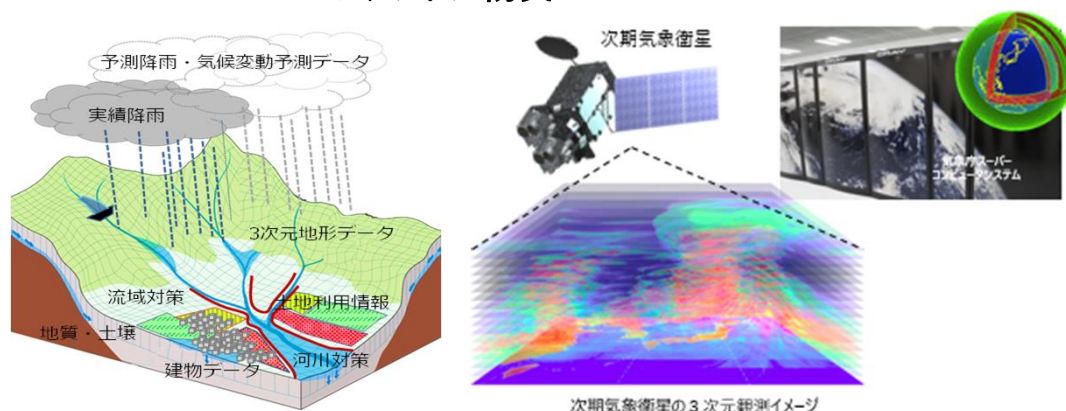 予測降雨・気候変動予測データ
実績降雨
3次元地形データ
流域対策
土地利用情報
地質・土壌
河川対策
建物データ
次期気象衛星
気象庁スーパー
コンピュータシステム
次期気象衛星の3次元観測イメージ